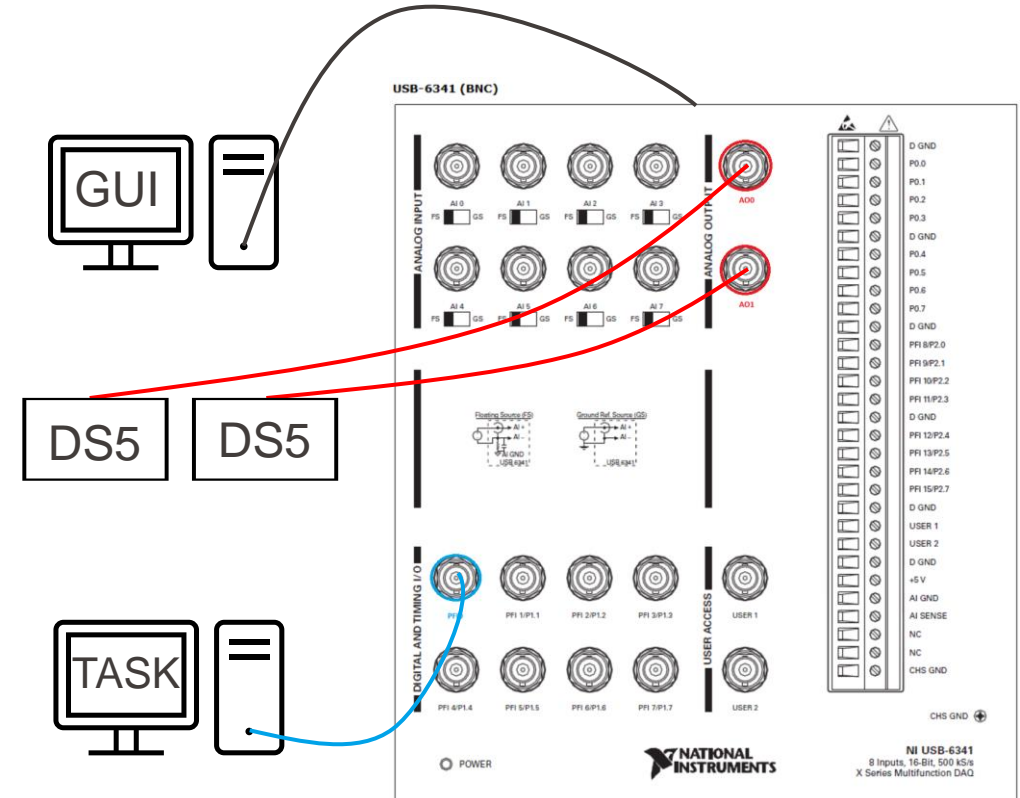 USB-6341 (BNC)
GUI
ANALOG INPUT
AI 0
AI 1
AI 2
AI 3
FS GS
FS GS
FS GS
FS GS
AI 4
AI 5
AI 6
AI 7
FS GS
FS GS
FS GS
FS GS
ANALOG OUTPUT
AO0
AO1
DS5
DS5
Floating Source (FS)
AI +
AI -
AI GND
USB 6341
Ground Ref. Source (GS)
AI +
AI -
USB 6341
TASK
DIGITAL AND TIMING I/O
PFI 1/P1.1
PFI 2/P1.2
PFI 3/P1.3
PFI 4/P1.4
PFI 5/P1.5
PFI 6/P1.6
PFI 7/P1.7
USER ACCESS
USER 1
USER 2
D GND
P0.0
P0.1
P0.2
P0.3
D GND
P0.4
P0.5
P0.6
P0.7
D GND
PFI 8/P2.0
PFI 9/P2.1
PFI 10/P2.2
PFI 11/P2.3
D GND
PFI 12/P2.4
PFI 13/P2.5
PFI 14/P2.6
PFI 15/P2.7
D GND
USER 1
USER 2
D GND
+5 V
AI GND
AI SENSE
NC
NC
CHS GND
CHS GND
POWER
NATIONAL
INSTRUMENTS
NI USB-6341
8 Inputs, 16-Bit, 500 kS/s
X Series Multifunction DAQ